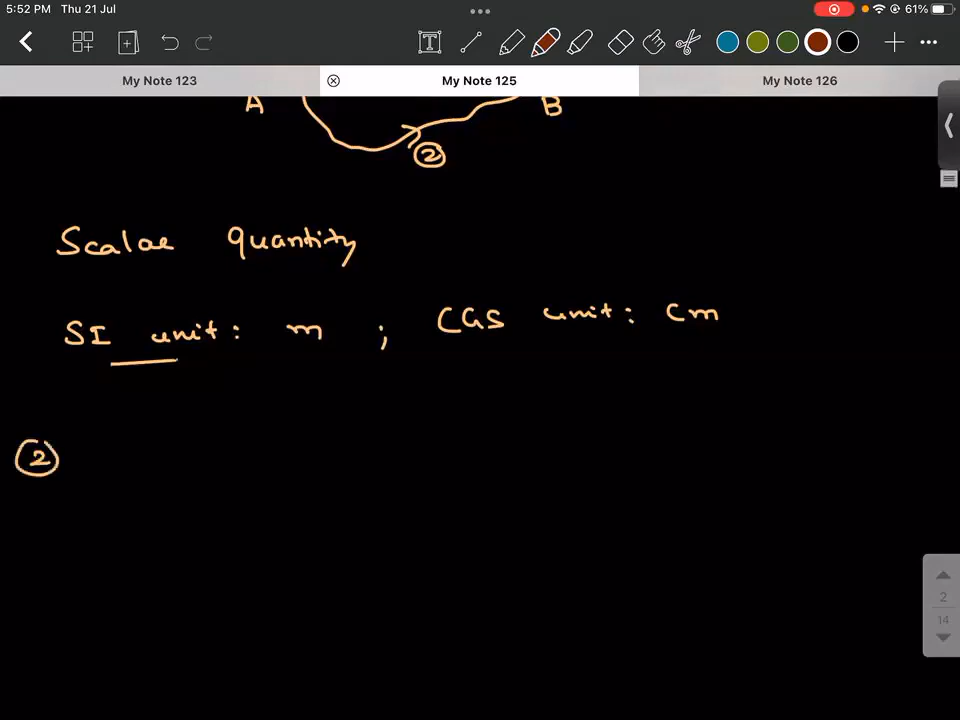 5:52 PM Thu 21 Jul
61%
My Note 123
My Note 125
My Note 126
A
B
2
Scalar quantity
SI unit: m ; CGS unit: cm
2
2
14